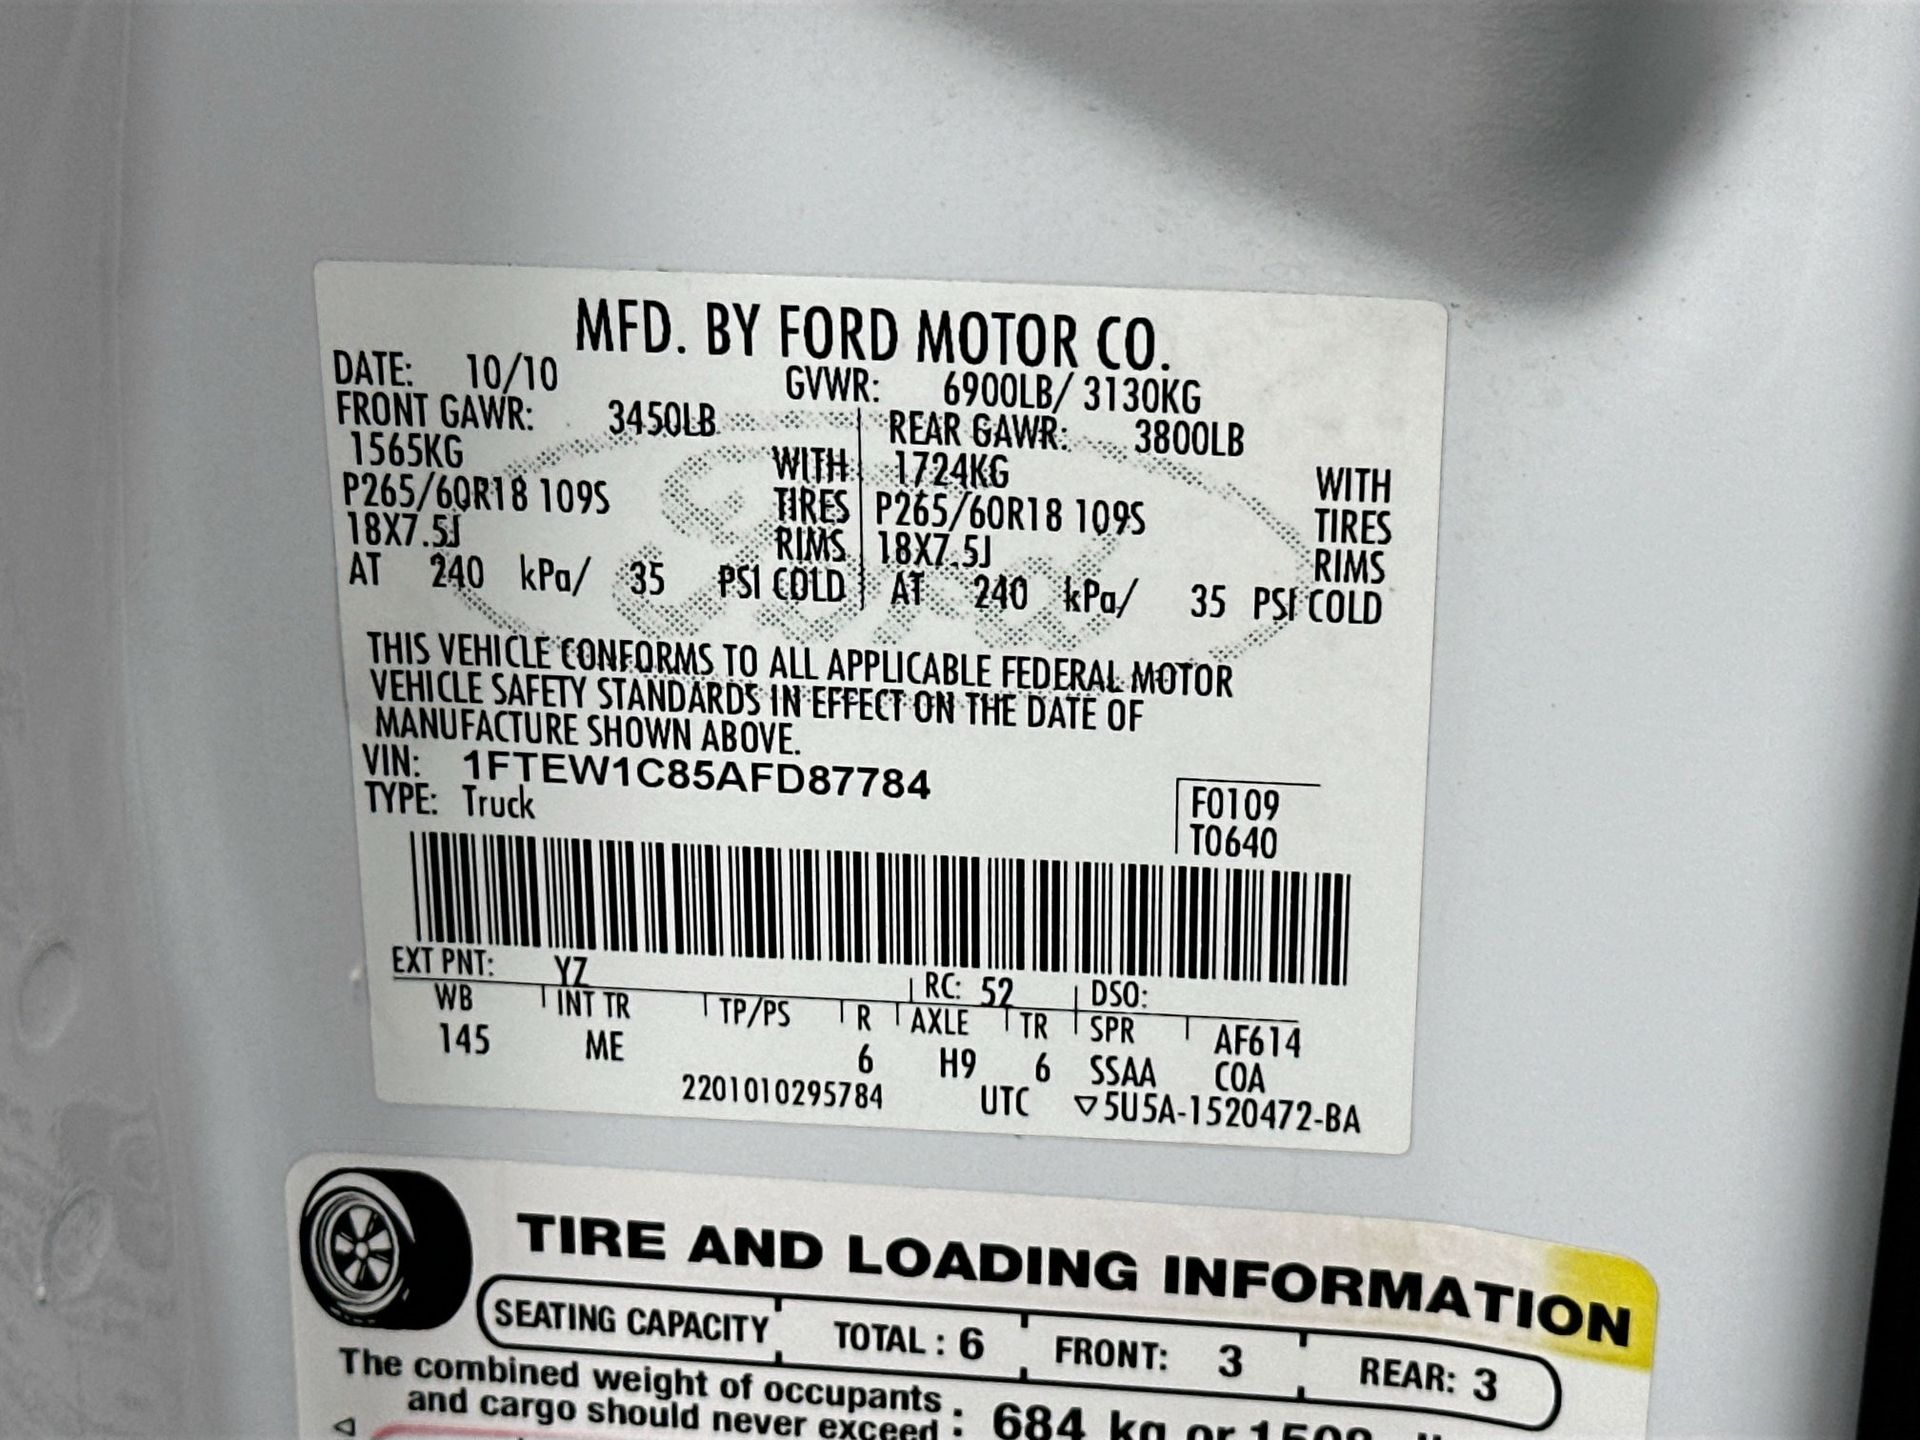 MFD. BY FORD MOTOR CO.
DATE: 10/10 GVWR: 6900LB/ 3130KG
FRONT GAWR: 3450LB REAR GAWR: 3800LB
1565KG WITH 1724KG WITH
P265/60R18 109S TIRES P265/60R18 109S TIRES
18X7.5J RIMS 18X7.5J RIMS
AT 240 kPa/ 35 PSI COLD AT 240 kPa/ 35 PSI COLD
THIS VEHICLE CONFORMS TO ALL APPLICABLE FEDERAL MOTOR
VEHICLE SAFETY STANDARDS IN EFFECT ON THE DATE OF
MANUFACTURE SHOWN ABOVE.
VIN: 1FTEW1C85AFD87784
TYPE: Truck
F0109
T0640
EXT PNT: YZ RC: 52 DSO:
WB INT TR TP/PS R AXLE TR SPR AF614
145 ME 6 H9 6 SSAA COA
2201010295784 UTC ▽5U5A-1520472-BA
TIRE AND LOADING INFORMATION
SEATING CAPACITY TOTAL : 6 FRONT: 3 REAR: 3
The combined weight of occupants
and cargo should never exceed : 684 kg or